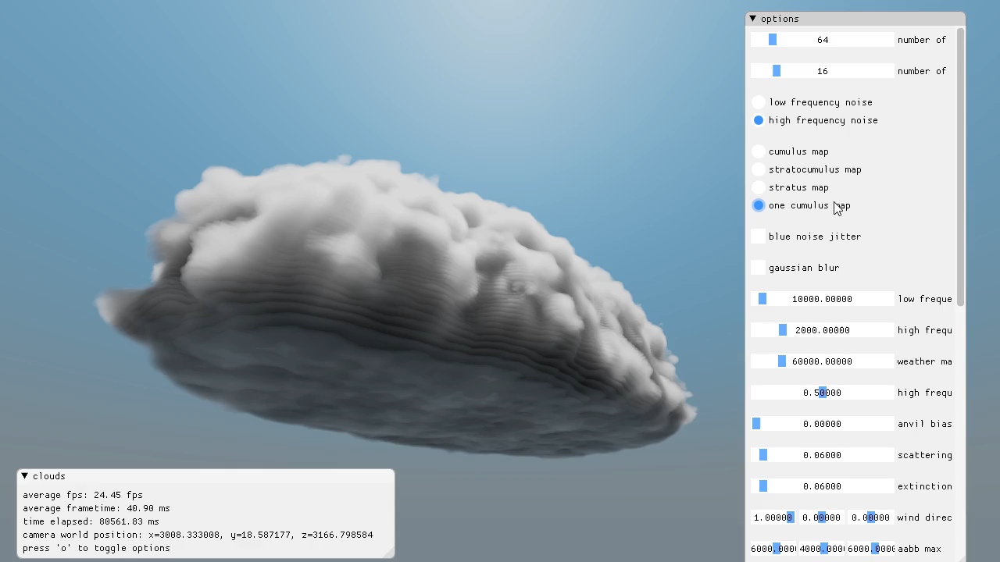 options
64 number of
16 number of
low frequency noise
high frequency noise
cumulus map
stratocumulus map
stratus map
one cumulus map
blue noise jitter
gaussian blur
10000.00000 low freque
2000.00000 high frequ
60000.00000 weather ma
0.50000 high frequ
0.00000 anvil bias
0.06000 scattering
0.06000 extinction
1.00000 0.00000 0.00000 wind direc
6000.000 4000.000 6000.000 aabb max
clouds
average fps: 24.45 fps
average frametime: 40.90 ms
time elapsed: 80561.83 ms
camera world position: x=3008.333008, y=18.587177, z=3166.798584
press 'o' to toggle options